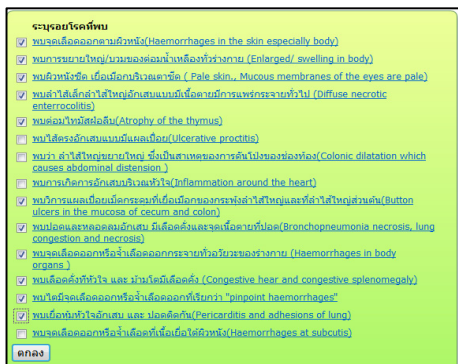 ระบุรอยโรคที่พบ
พบจุดเลือดออกตามผิวหนัง(Haemorrhages in the skin especially body)
พบการขยายใหญ่/บวมของต่อมน้ำเหลืองทั่วร่างกาย (Enlarged/ swelling in body)
พบผิวหนังซีด เยื่อเมือกบริเวณตาซีด ( Pale skin., Mucous membranes of the eyes are pale)
พบลำไส้เล็กลำไส้ใหญ่อักเสบแบบมีเนื้อตายมีการแพร่กระจายทั่วไป (Diffuse necrotic
enterrocolitis)
พบต่อมไทมัสฝ่อลีบ(Atrophy of the thymus)
พบไส้ตรงอักเสบแบบมีแผลเปื่อย(Ulcerative proctitis)
พบว่า ลำไส้ใหญ่ขยายใหญ่ ซึ่งเป็นสาเหตุของการดันโป่งของช่องท้อง(Colonic dilatation which
causes abdominal distension )
พบการเกิดการอักเสบบริเวณหัวใจ(Inflammation around the heart)
พบวิการแผลเปื่อยเม็ดกระดุมที่เยื่อเมือกของกระพุ้งลำไส้ใหญ่และที่ลำไส้ใหญ่ส่วนต้น(Button
ulcers in the mucosa of cecum and colon)
พบปอดและหลอดลมอักเสบ มีเลือดคั่งและจุดเนื้อตายที่ปอด(Bronchopneumonia necrosis, lung
congestion and necrosis)
พบจุดเลือดออกหรือจ้ำเลือดออกกระจายทั่วอวัยวะของร่างกาย (Haemorrhages in body
organs )
พบเลือดคั่งที่หัวใจ และ ม้ามโตมีเลือดคั่ง (Congestive hear and congestive splenomegaly)
พบไตมีจุดเลือดออกหรือจ้ำเลือดออกที่เรียกว่า "pinpoint haemorrhages"
พบเยื่อหุ้มหัวใจอักเสบ และ ปอดติดกัน(Pericarditis and adhesions of lung)
พบจุดเลือดออกหรือจ้ำเลือดที่เนื้อเยื่อใต้ผิวหนัง(Haemorrhages at subcutis)
ตกลง